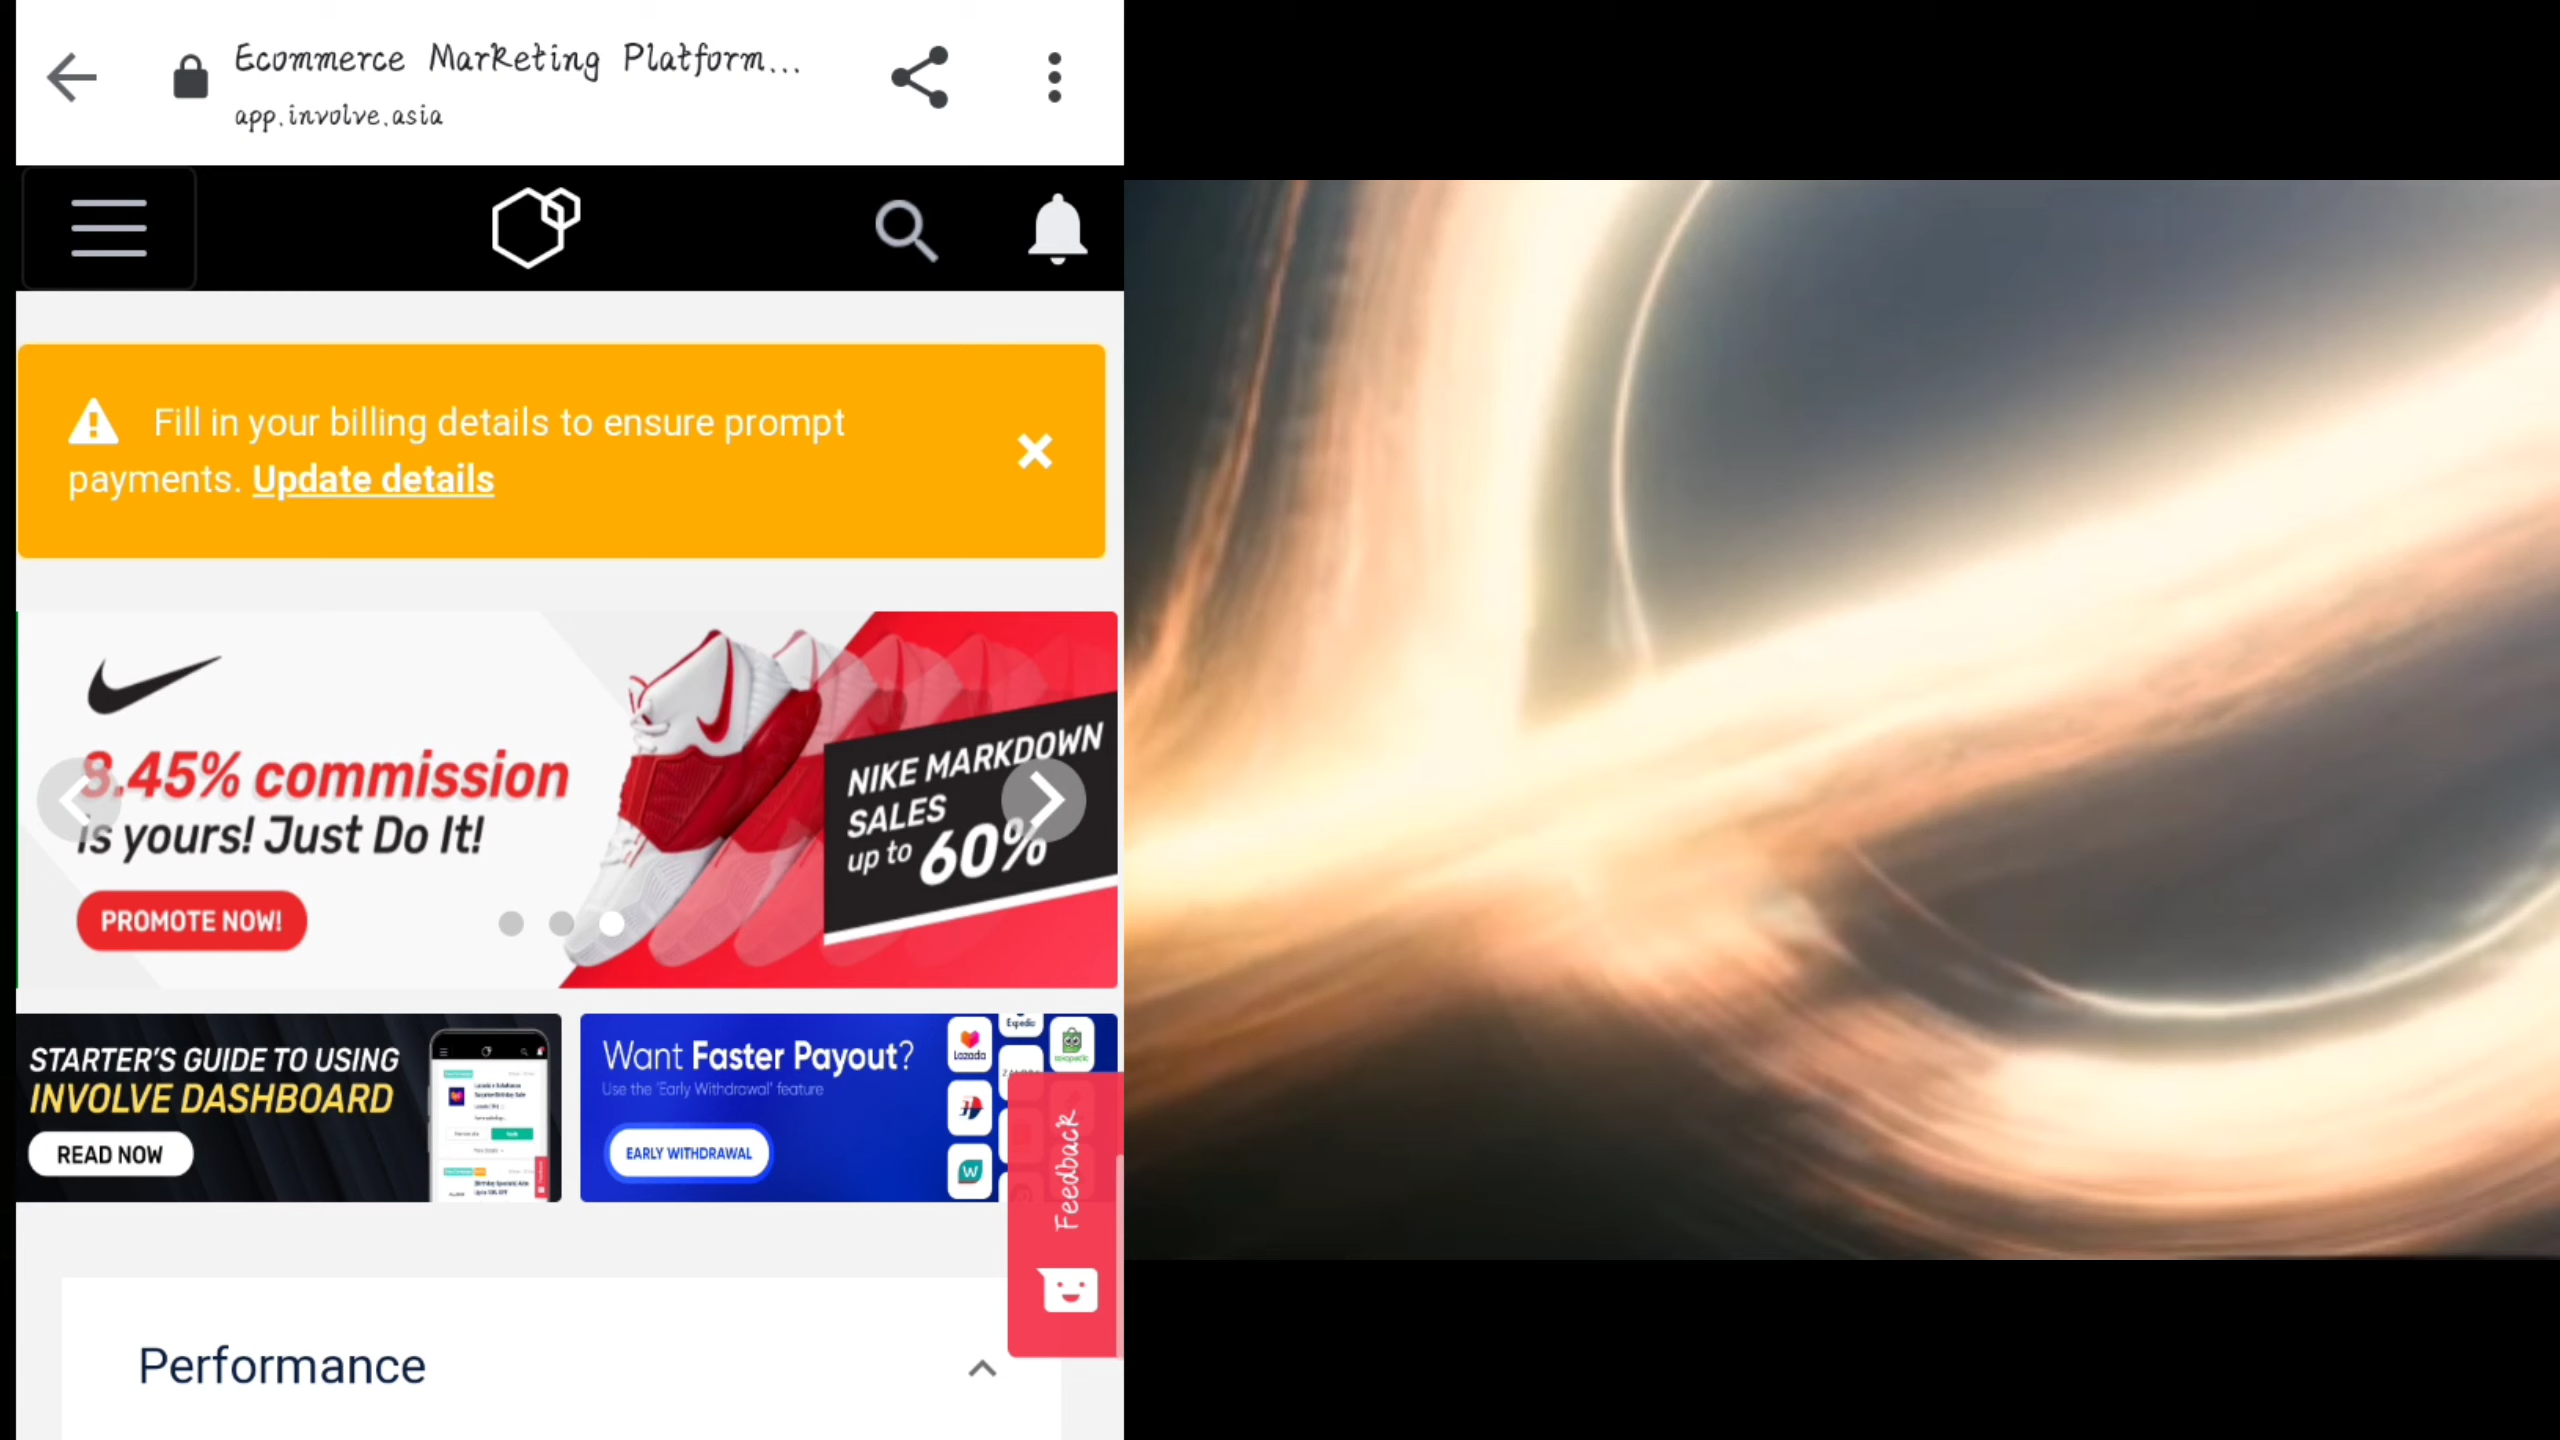 Ecommerce Marketing Platform...
app.involve.asia
Fill in your billing details to ensure prompt
payments. Update details
8.45% commission
is yours! Just Do It!
PROMOTE NOW!
NIKE MARKDOWN
SALES
up to 60%
STARTER'S GUIDE TO USING
INVOLVE DASHBOARD
READ NOW
Want Faster Payout?
Use the 'Early Withdrawal' feature
EARLY WITHDRAWAL
Lazada
Expedia
tokopedia
Feedback
Performance